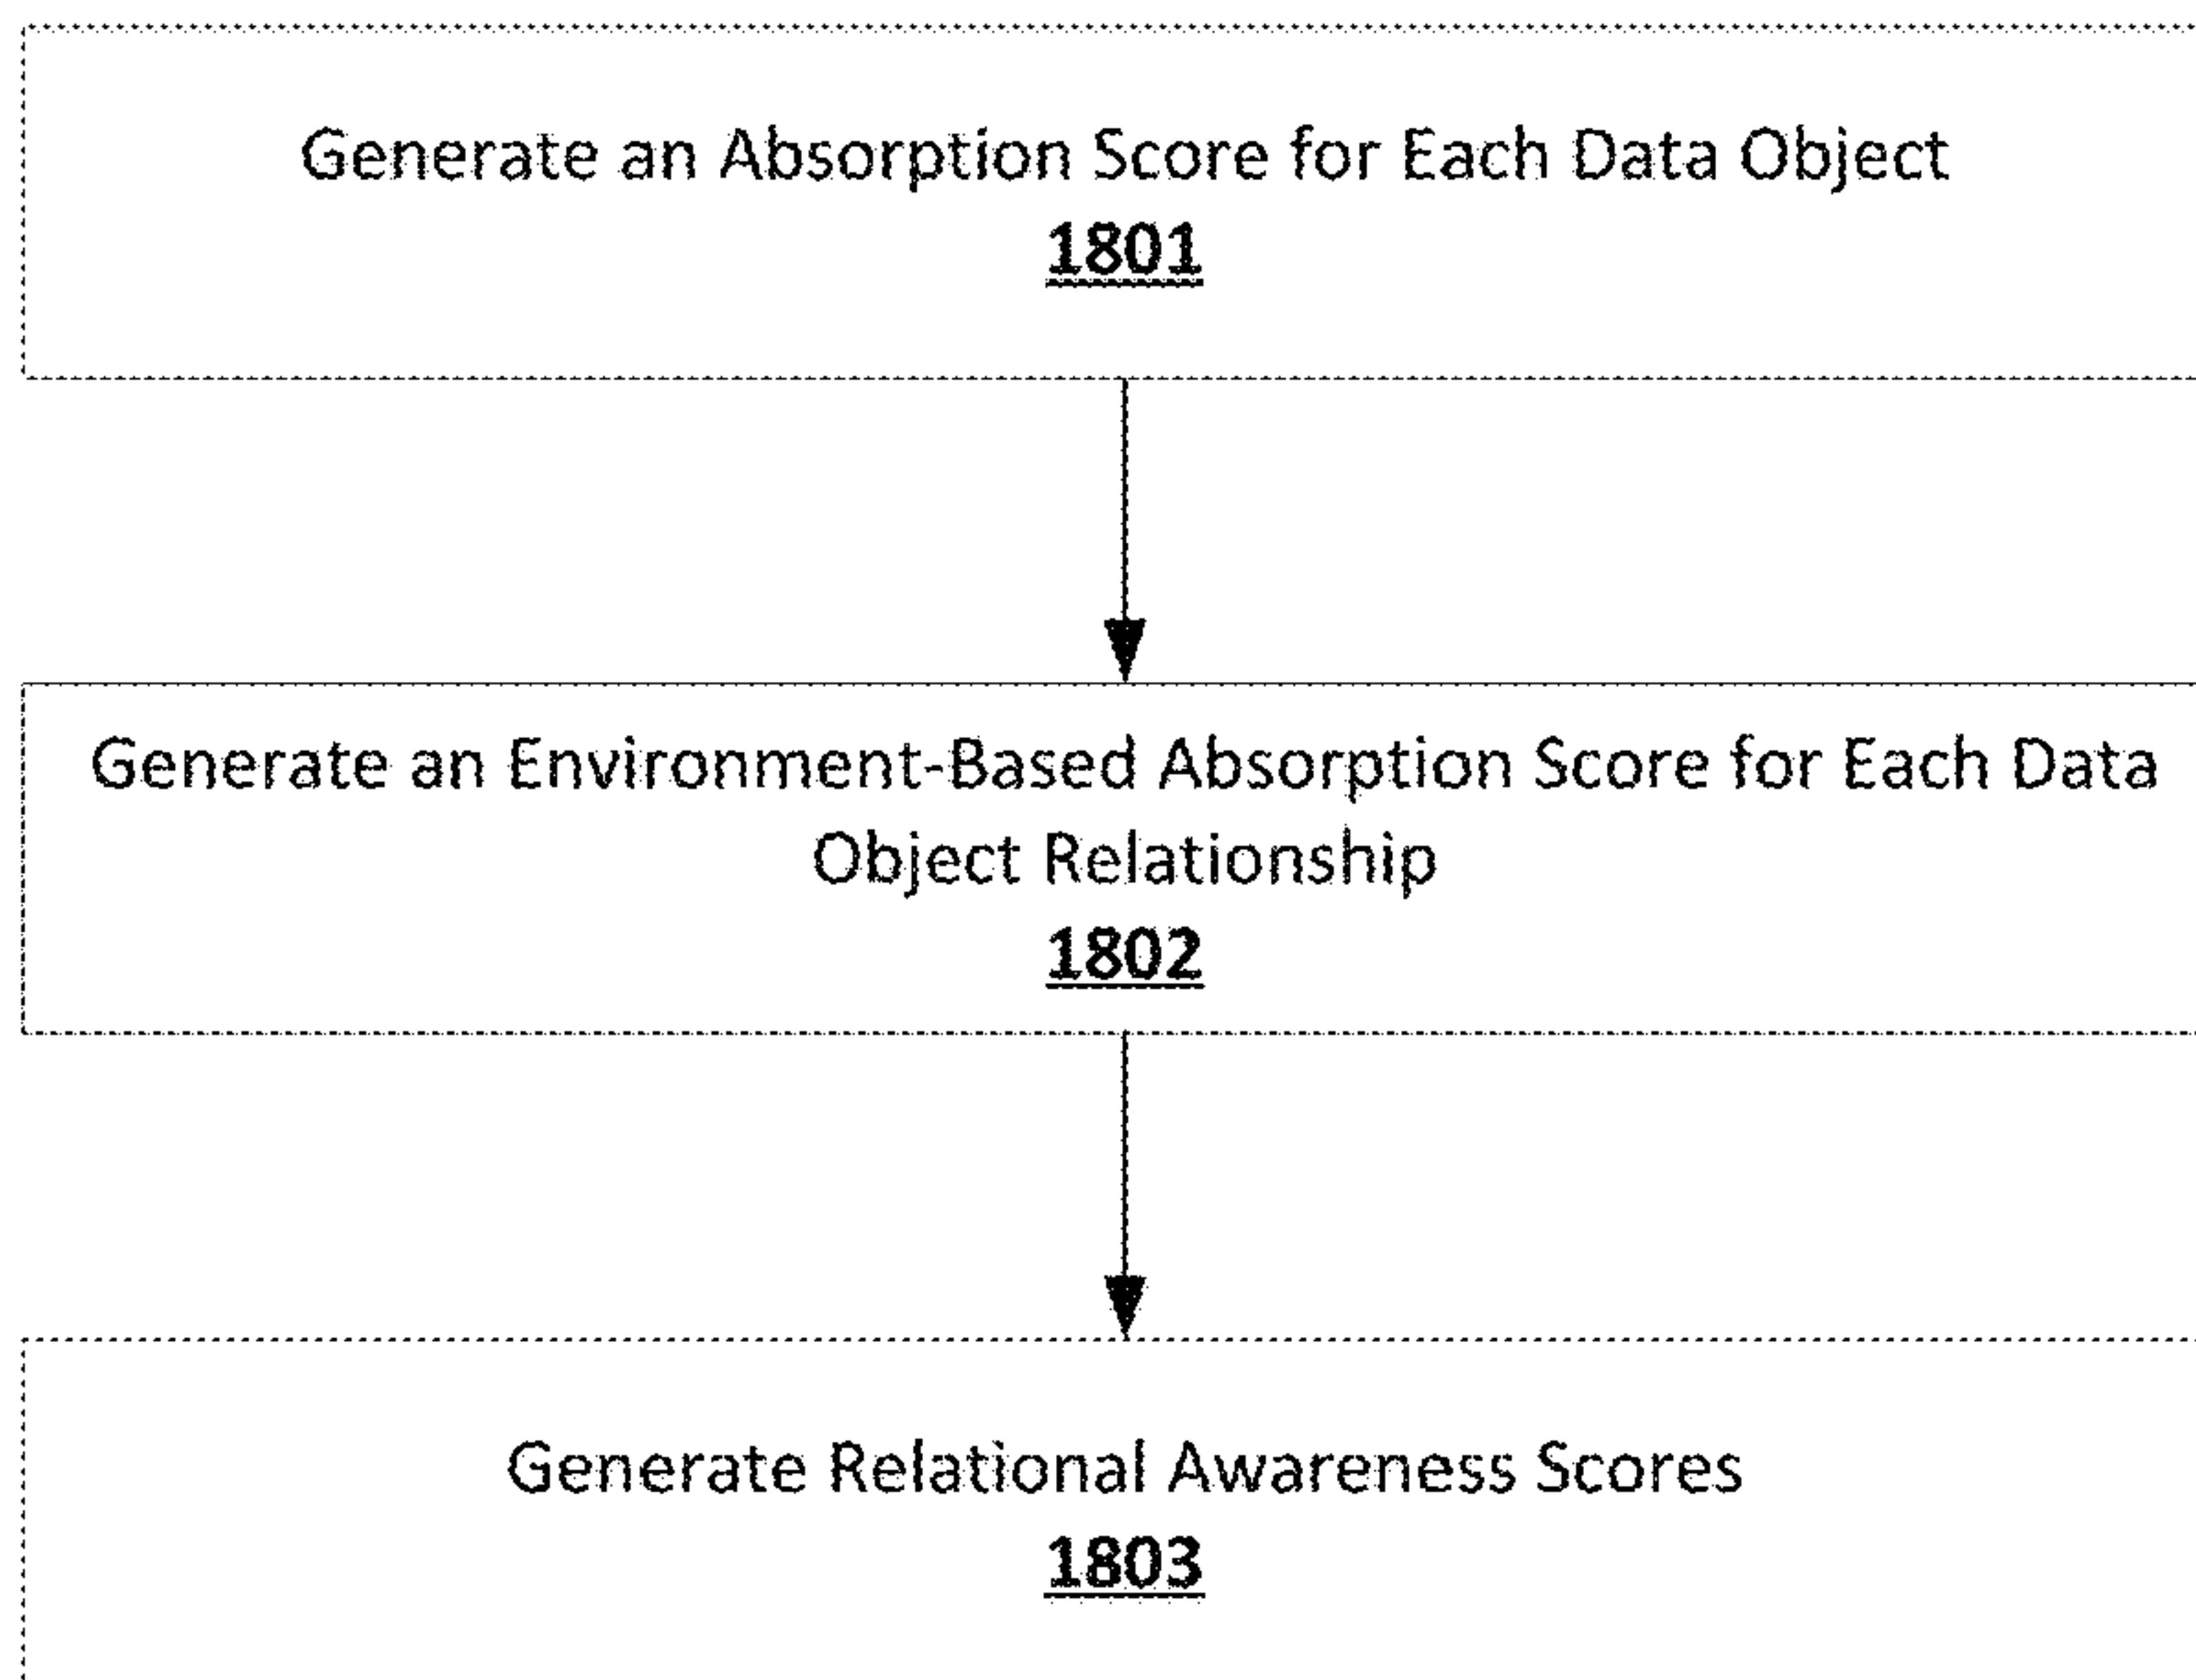 Generate an Absorption Score for Each Data Object
1801
Generate an Environment-Based Absorption Score for Each Data
Object Relationship
1802
Generate Relational Awareness Scores
1803